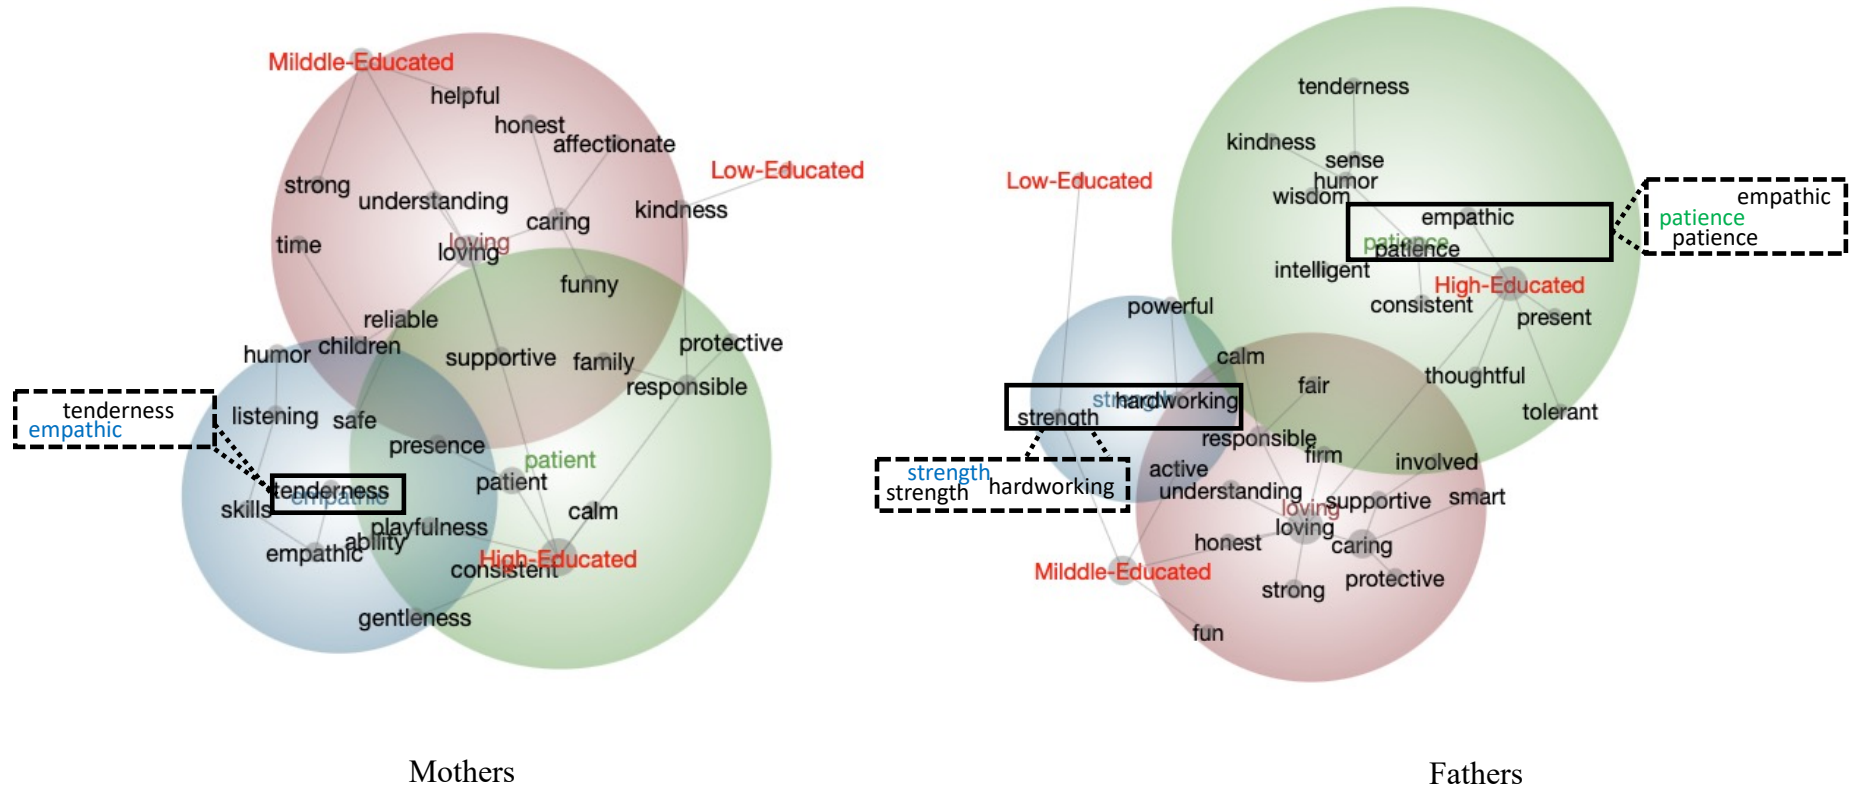 Milddle-Educated
helpful
honest
affectionate
Low-Educated
strong
understanding
kindness
caring
time
loving
loving
funny
reliable
children
humor
supportive
family
protective
responsible
tenderness
empathic
listening
safe
presence
patient
patient
tenderness
empathic
skills
calm
playfulness
ability
empathic
High-Educated
consistent
gentleness
Mothers
tenderness
kindness
sense
humor
Low-Educated
wisdom
empathic
patience
patience
empathic
patience
patience
intelligent
High-Educated
consistent
powerful
present
calm
thoughtful
fair
strength
hardworking
strength
tolerant
responsible
firm
involved
active
strength
strength
hardworking
understanding
supportive
smart
loving
loving
honest
caring
Milddle-Educated
protective
strong
fun
Fathers